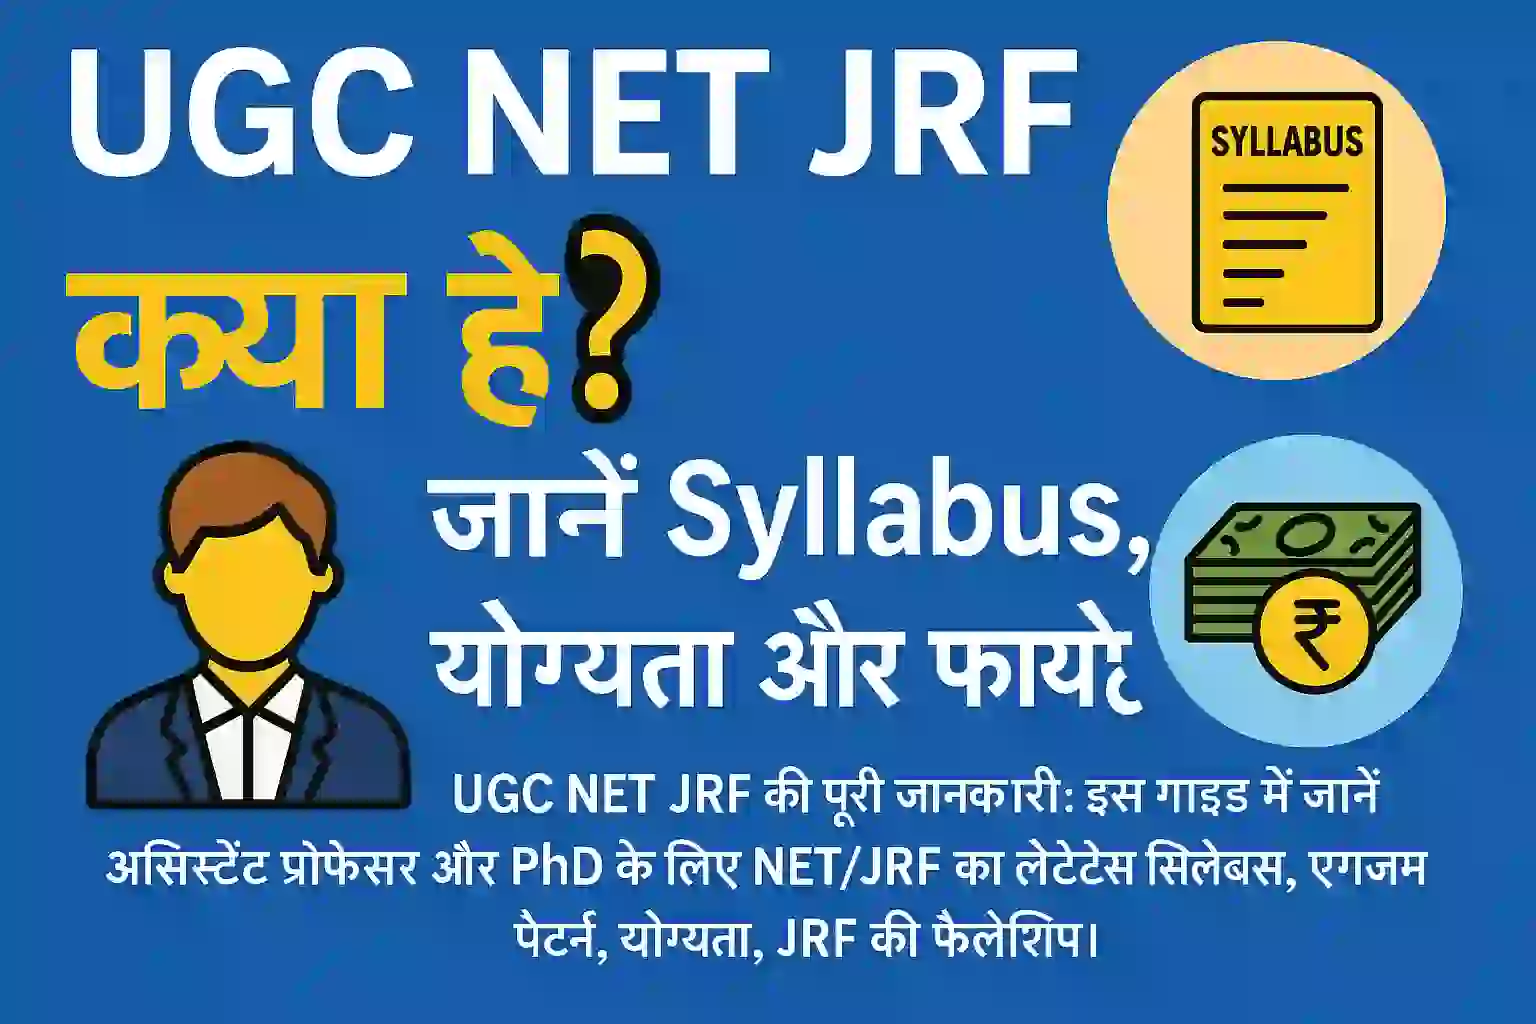 UGC NET JRF
SYLLABUS
क्या हे?
जानें Syllabus,
योग्यता और
₹
UGC NET JRF की पूरी जानकारी: इस गाइड में जानें
असिस्टेंट प्रोफेसर और PhD के लिए NET/JRF का लेटेटेस सिलेबस, एगजम
पैटर्न, योग्यता, JRF की फैलेशिप।